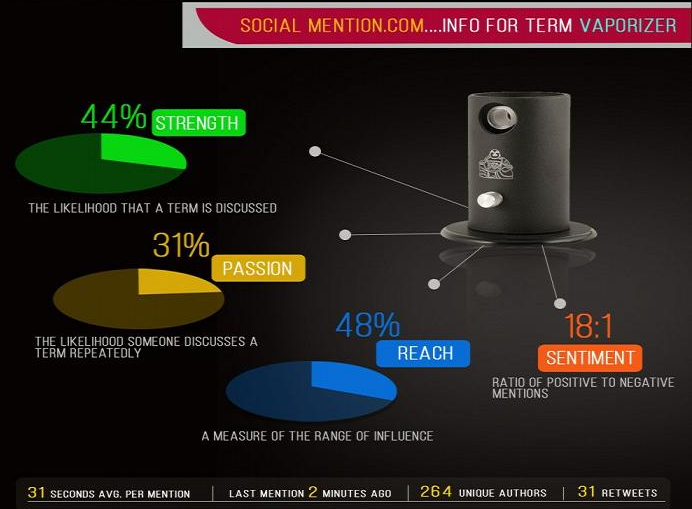 SOCIAL MENTION.COM....INFO FOR TERM VAPORIZER
44% STRENGTH
THE LIKELIHOOD THAT A TERM IS DISCUSSED
31% PASSION
THE LIKELIHOOD SOMEONE DISCUSSES A
TERM REPEATEDLY
48% REACH
A MEASURE OF THE RANGE OF INFLUENCE
18:1
SENTIMENT
RATIO OF POSITIVE TO NEGATIVE
MENTIONS
31 SECONDS AVG. PER MENTION | LAST MENTION 2 MINUTES AGO | 264 UNIQUE AUTHORS | 31 RETWEETS